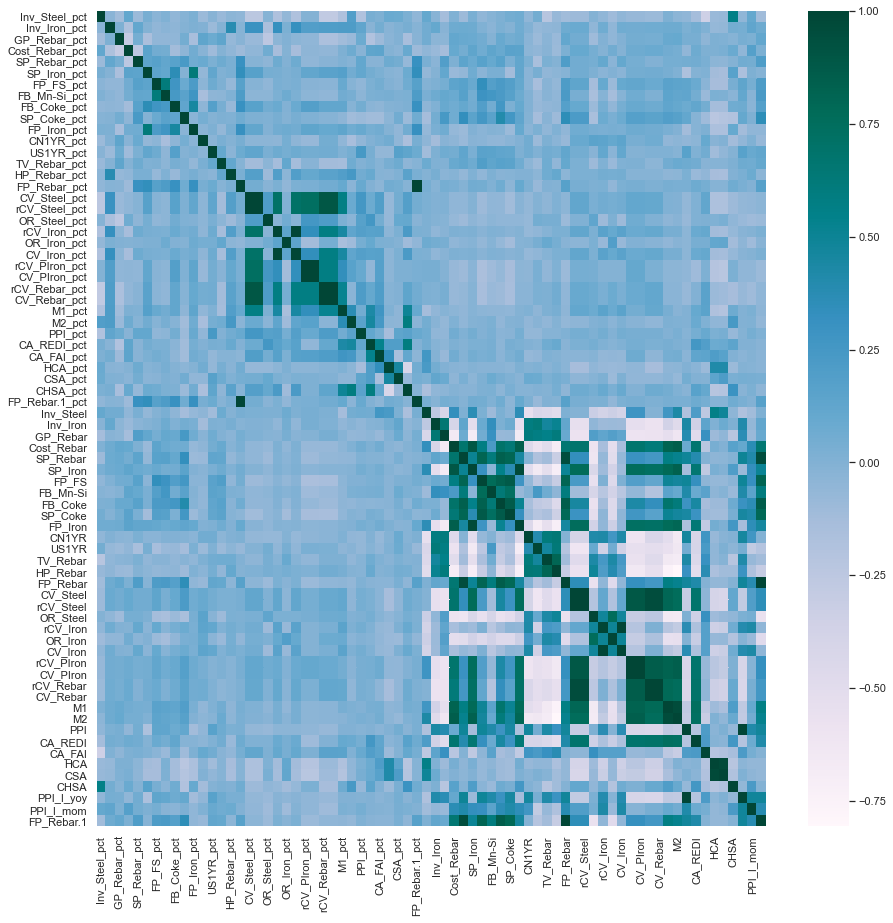 Inv_Steel_pct
Inv_Iron_pct
GP_Rebar_pct
Cost_Rebar_pct
SP_Rebar_pct
SP_Iron_pct
FP_FS_pct
FB_Mn-Si_pct
FB_Coke_pct
SP_Coke_pct
FP_Iron_pct
CN1YR_pct
US1YR_pct
TV_Rebar_pct
HP_Rebar_pct
FP_Rebar_pct
CV_Steel_pct
rCV_Steel_pct
OR_Steel_pct
rCV_Iron_pct
OR_Iron_pct
CV_Iron_pct
rCV_PIron_pct
CV_PIron_pct
rCV_Rebar_pct
CV_Rebar_pct
M1_pct
M2_pct
PPI_pct
CA_REDI_pct
CA_FAI_pct
HCA_pct
CSA_pct
CHSA_pct
FP_Rebar.1_pct
Inv_Steel
Inv_Iron
GP_Rebar
Cost_Rebar
SP_Rebar
SP_Iron
FP_FS
FB_Mn-Si
FB_Coke
SP_Coke
FP_Iron
CN1YR
US1YR
TV_Rebar
HP_Rebar
FP_Rebar
CV_Steel
rCV_Steel
OR_Steel
rCV_Iron
OR_Iron
CV_Iron
rCV_PIron
CV_PIron
rCV_Rebar
CV_Rebar
M1
M2
PPI
CA_REDI
CA_FAI
HCA
CSA
CHSA
PPI_I_yoy
PPI_I_mom
FP_Rebar.1
Inv_Steel_pct
GP_Rebar_pct
SP_Rebar_pct
FP_FS_pct
FB_Coke_pct
FP_Iron_pct
US1YR_pct
HP_Rebar_pct
CV_Steel_pct
OR_Steel_pct
OR_Iron_pct
rCV_PIron_pct
rCV_Rebar_pct
M1_pct
PPI_pct
CA_FAI_pct
CSA_pct
FP_Rebar.1_pct
Inv_Iron
Cost_Rebar
SP_Iron
FB_Mn-Si
SP_Coke
CN1YR
TV_Rebar
FP_Rebar
rCV_Steel
rCV_Iron
CV_Iron
CV_PIron
CV_Rebar
M2
CA_REDI
HCA
CHSA
PPI_I_mom
1.00
0.75
0.50
0.25
0.00
−0.25
−0.50
−0.75